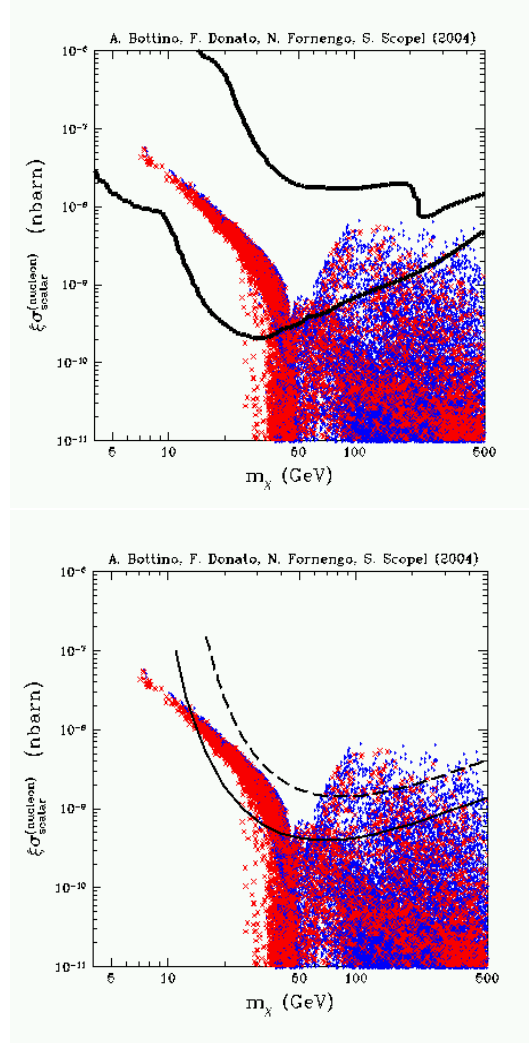 A. Bottino, F. Donato, N. Fornengo, S. Scopel (2004)
10⁻⁶
10⁻⁷
10⁻⁸
10⁻⁹
10⁻¹⁰
10⁻¹¹
ξσ_scalar^(nucleon) (nbarn)
5 10 50 100 500
m_χ (GeV)
A. Bottino, F. Donato, N. Fornengo, S. Scopel (2004)
10⁻⁶
10⁻⁷
10⁻⁸
10⁻⁹
10⁻¹⁰
10⁻¹¹
ξσ_scalar^(nucleon) (nbarn)
5 10 50 100 500
m_χ (GeV)